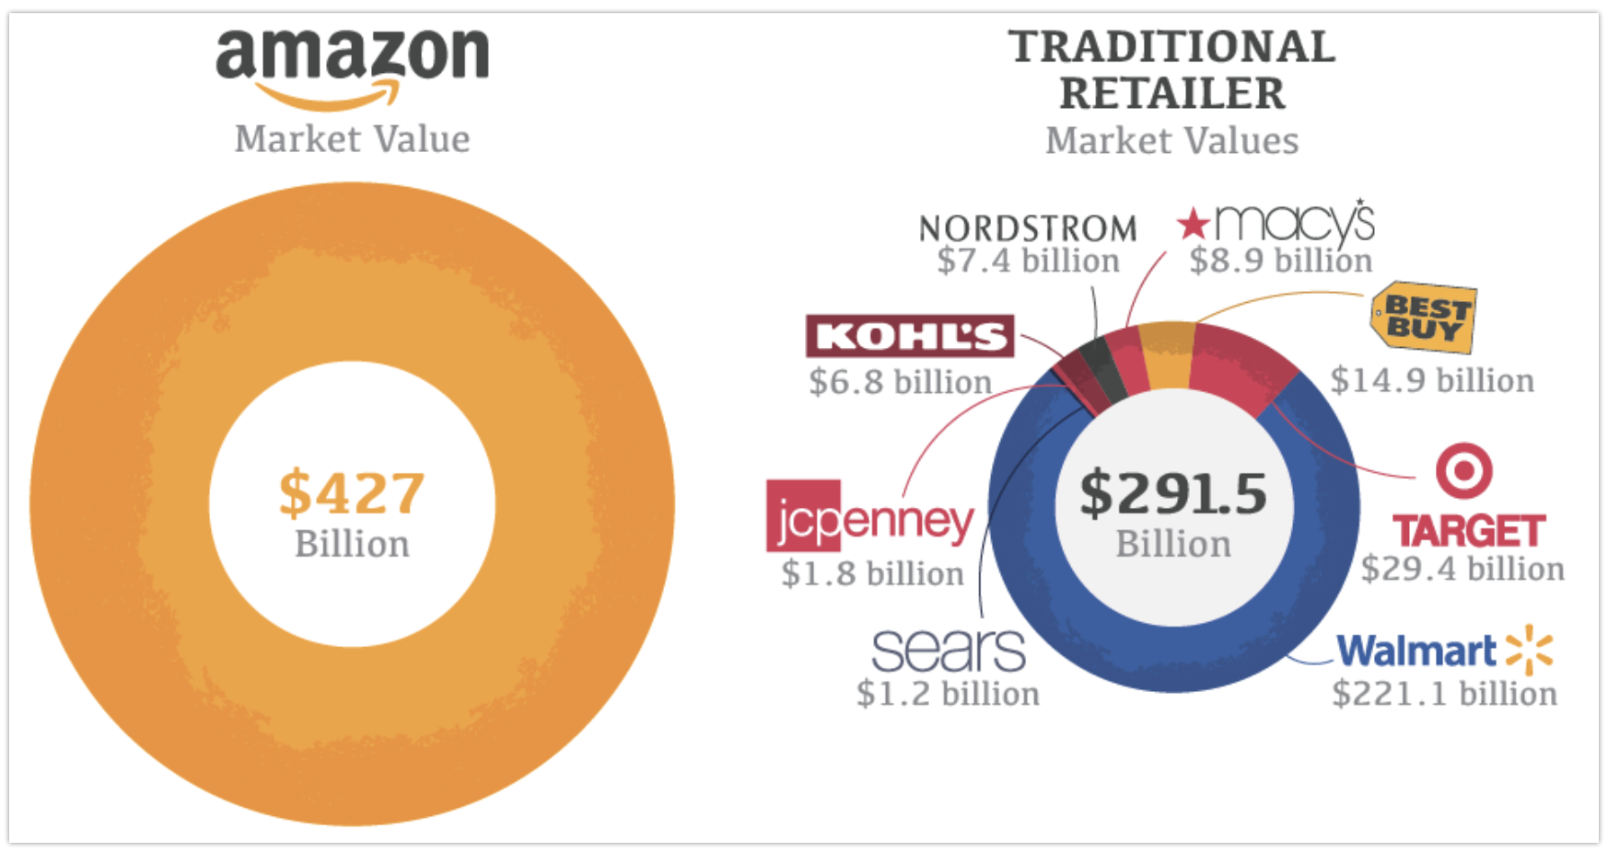 amazon
Market Value
$427
Billion
TRADITIONAL
RETAILER
Market Values
NORDSTROM
$7.4 billion
macy's
$8.9 billion
BEST
BUY
$14.9 billion
KOHL'S
$6.8 billion
jcpenney
$1.8 billion
sears
$1.2 billion
$291.5
Billion
TARGET
$29.4 billion
Walmart
$221.1 billion